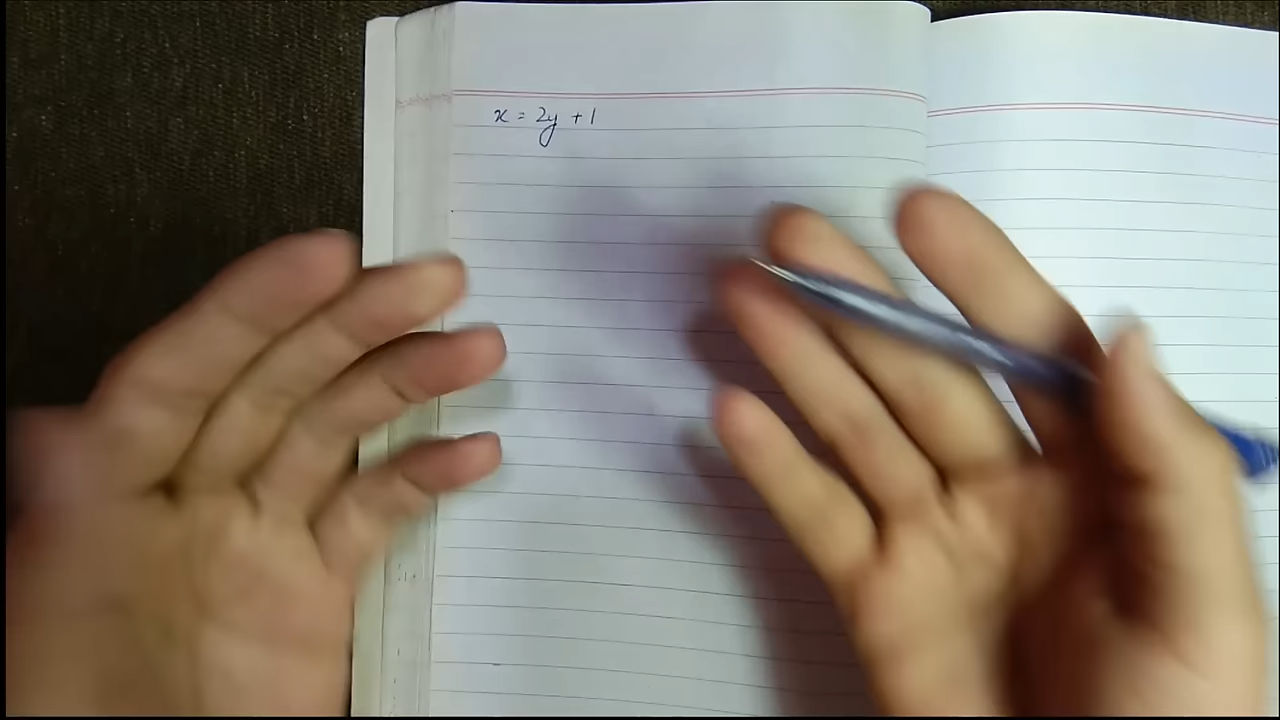 x = 2y + 1